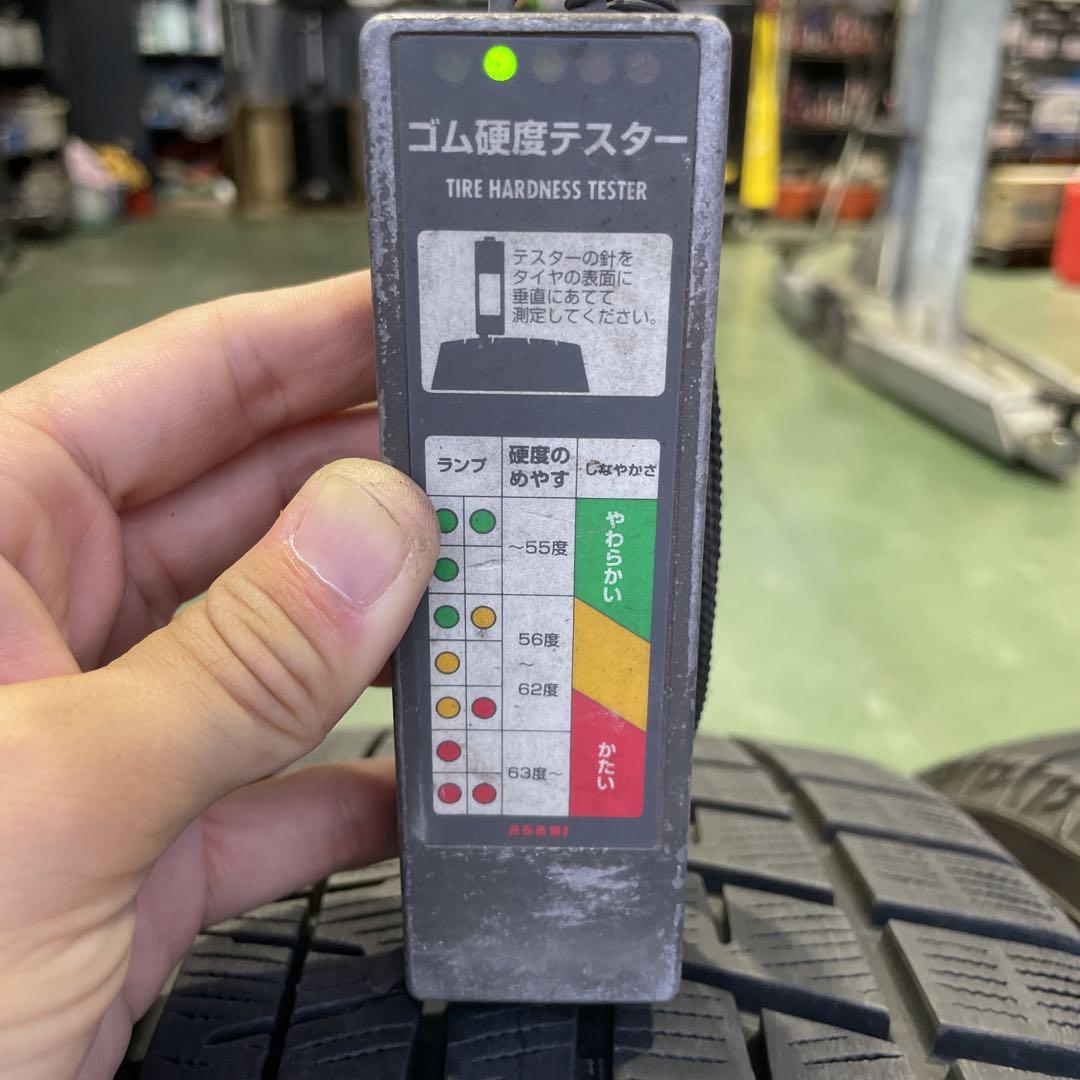 ゴム硬度テスター
TIRE HARDNESS TESTER
テスターの針を
タイヤの表面に
垂直にあてて
測定してください。
ランプ
硬度の
めやす
しなやかさ
～55度
やわらかい
56度
～
62度
63度～
かたい